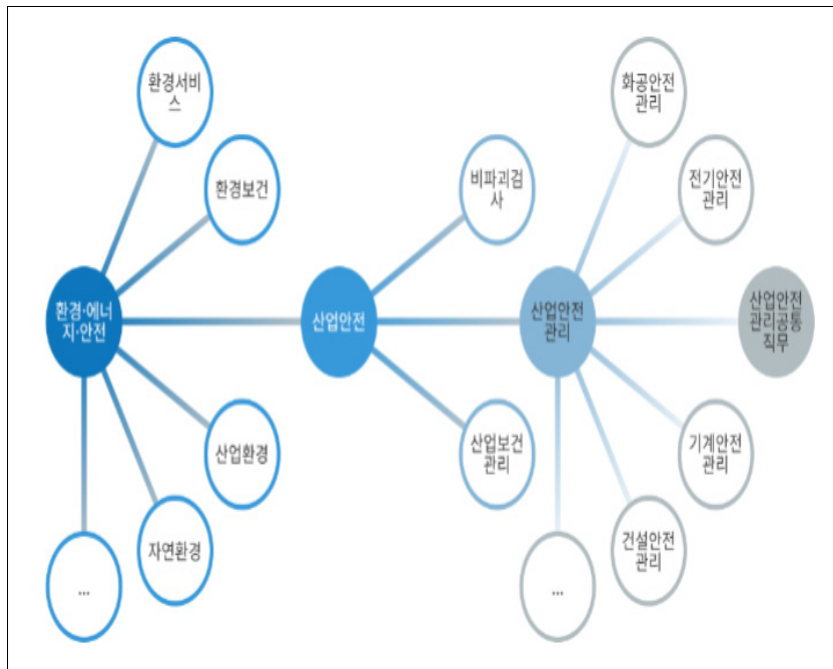 환경서비
스
환경보건
환경·에너
지·안전
산업환경
자연환경
...
산업안전
비파괴검
사
산업보건
관리
산업안전
관리
화공안전
관리
전기안전
관리
산업안전
관리공통
직무
기계안전
관리
건설안전
관리
...